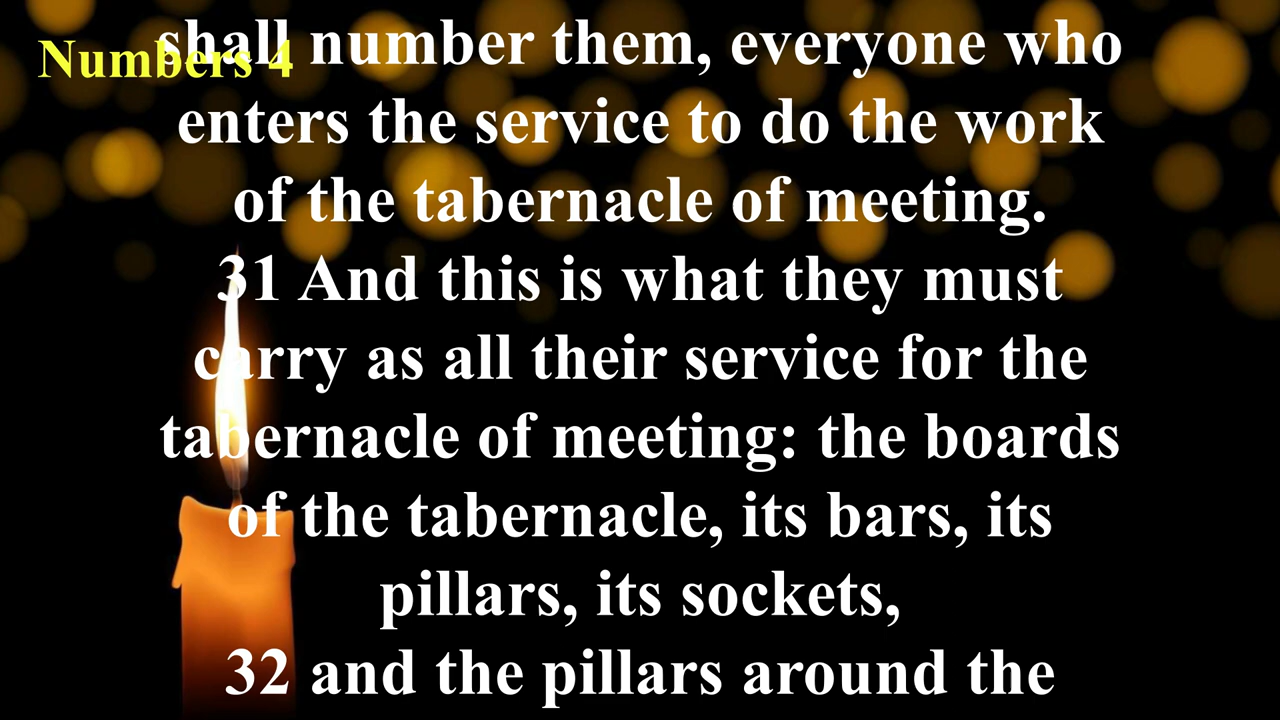 Numbers 4
shall number them, everyone who
enters the service to do the work
of the tabernacle of meeting.
31 And this is what they must
carry as all their service for the
tabernacle of meeting: the boards
of the tabernacle, its bars, its
pillars, its sockets,
32 and the pillars around the